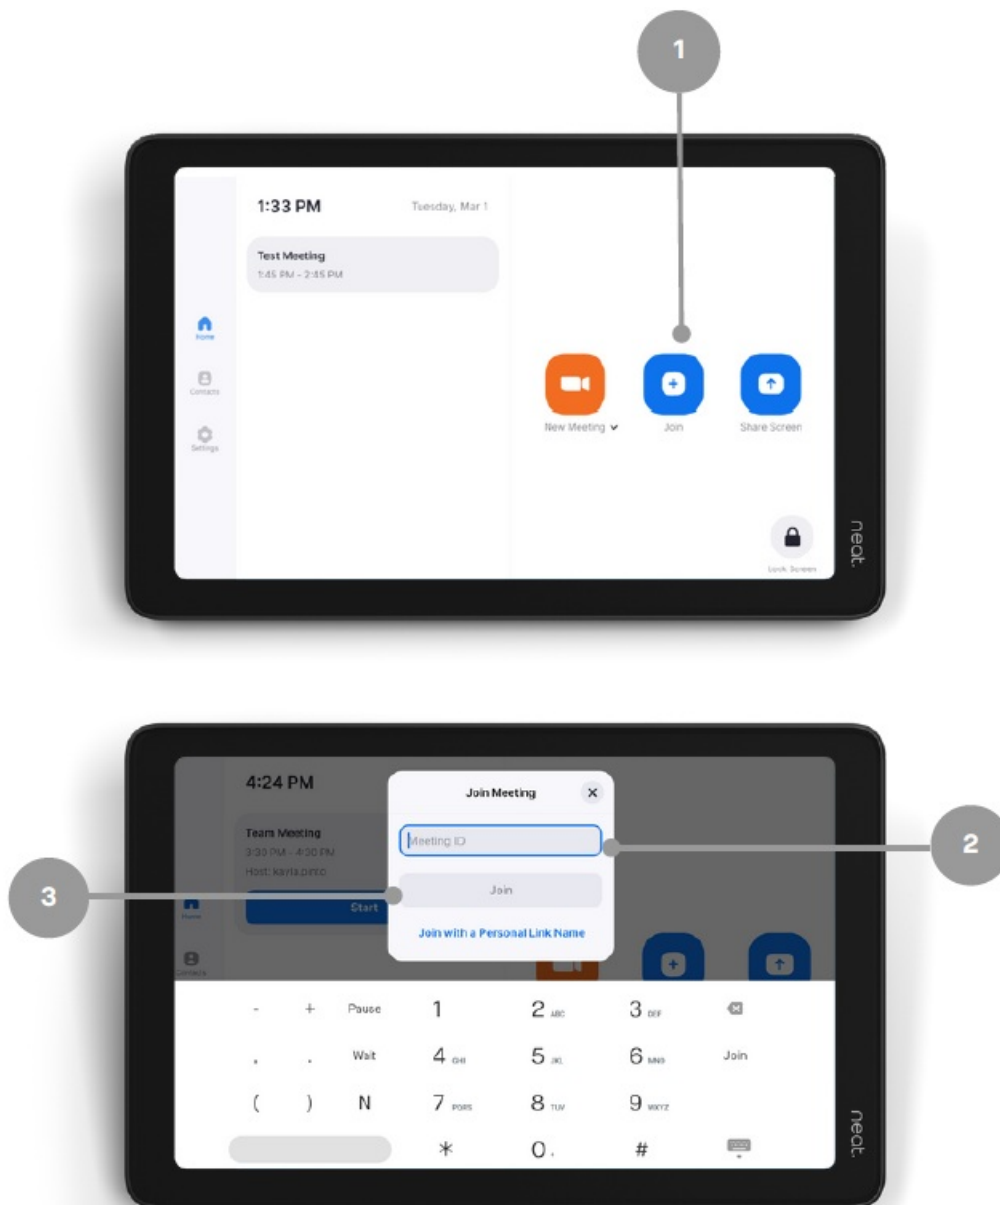 1
1:33 PM
Tuesday, Mar 1
Test Meeting
1:45 PM - 2:45 PM
Home
Contacts
Settings
New Meeting
Join
Share Screen
Lock Screen
neat.
4:24 PM
Team Meeting
3:30 PM - 4:30 PM
Host: kayla.pinto
Start
Home
Contacts
Join Meeting
Meeting ID
Join
Join with a Personal Link Name
2
3
- + Pause 1 2 ABC 3 DEF
, . Wait 4 GHI 5 JKL 6 MNO Join
( ) N 7 PQRS 8 TUV 9 WXYZ
* 0 #
neat.